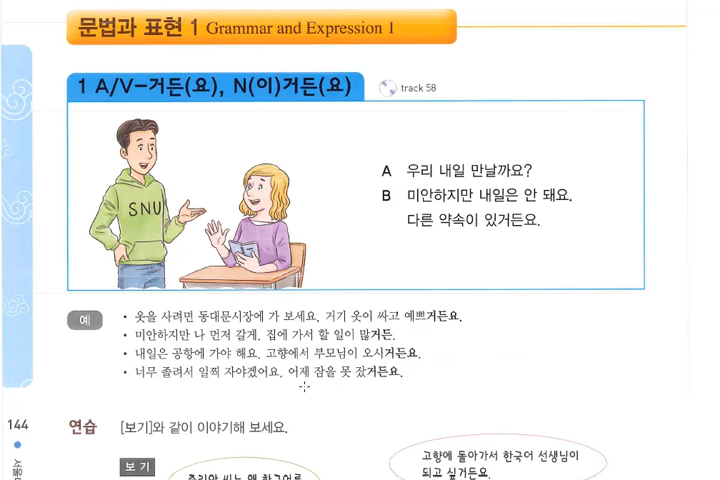 문법과 표현 1 Grammar and Expression 1
1 A/V-거든(요), N(이)거든(요)
track 58
SNU
A 우리 내일 만날까요?
B 미안하지만 내일은 안 돼요.
다른 약속이 있거든요.
예
• 옷을 사려면 동대문시장에 가 보세요. 거기 옷이 싸고 예쁘거든요.
• 미안하지만 나 먼저 갈게. 집에 가서 할 일이 많거든.
• 내일은 공항에 가야 해요. 고향에서 부모님이 오시거든요.
• 너무 졸려서 일찍 자야겠어요. 어제 잠을 못 잤거든요.
144
연습 [보기]와 같이 이야기해 보세요.
보기
고향에 돌아가서 한국어 선생님이
되고 싶거든요.